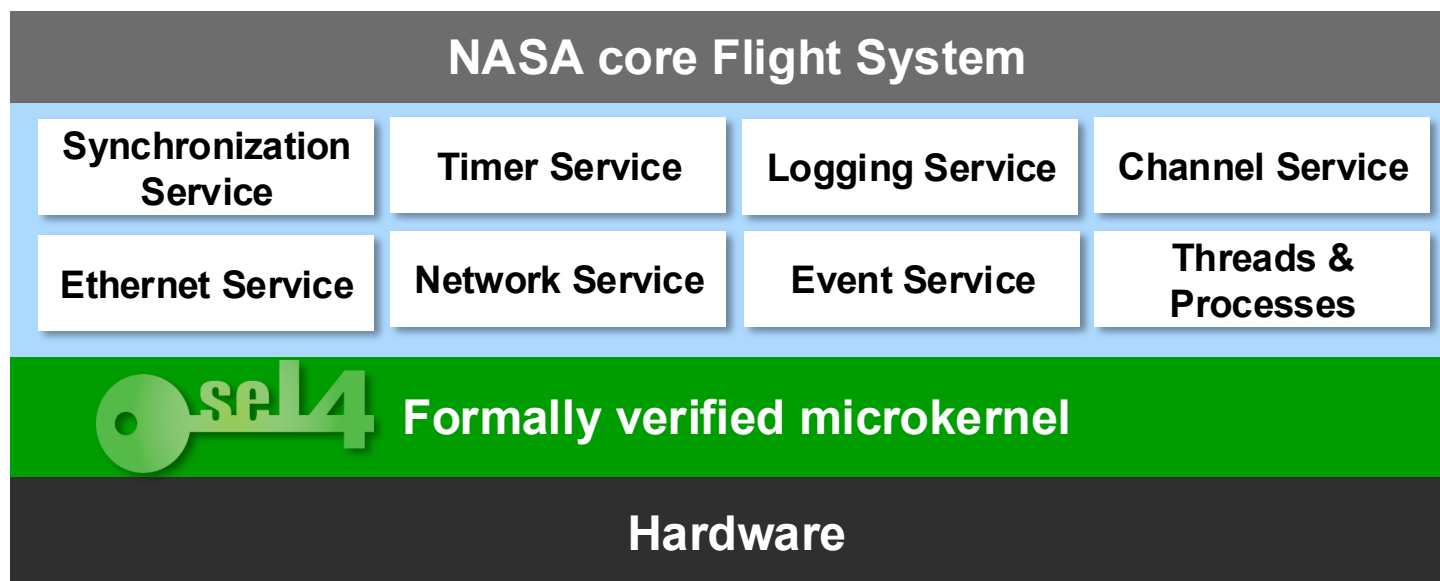 NASA core Flight System
Synchronization
Service
Timer Service
Logging Service
Channel Service
Ethernet Service
Network Service
Event Service
Threads &
Processes
seL4
Formally verified microkernel
Hardware